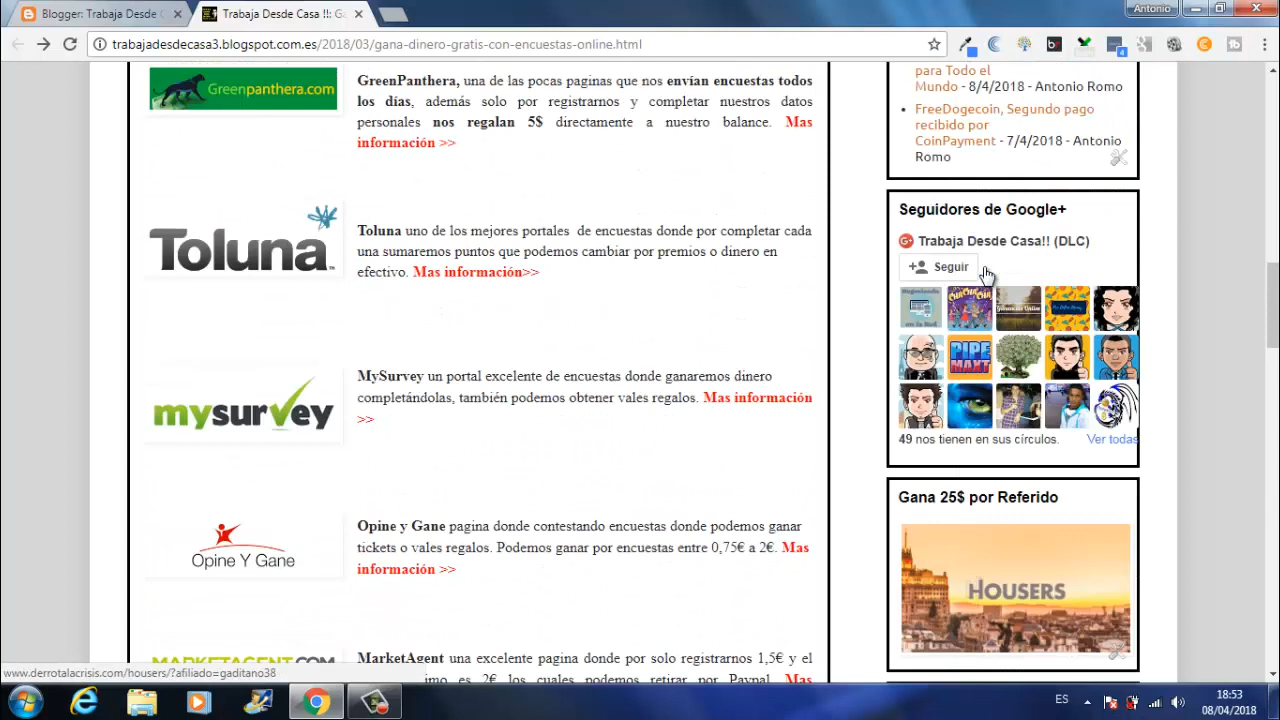 Blogger: Trabaja Desde C
Trabaja Desde Casa !!: Ga
Antonio
trabajadesdecasa3.blogspot.com.es/2018/03/gana-dinero-gratis-con-encuestas-online.html
4
Greenpanthera.com
GreenPanthera, una de las pocas paginas que nos envían encuestas todos
los días, además solo por registrarnos y completar nuestros datos
personales nos regalan 5$ directamente a nuestro balance. Mas
información >>
Toluna
Toluna uno de los mejores portales de encuestas donde por completar cada
una sumaremos puntos que podemos cambiar por premios o dinero en
efectivo. Mas información>>
mysurvey
MySurvey un portal excelente de encuestas donde ganaremos dinero
completándolas, también podemos obtener vales regalos. Mas información
>>
Opine Y Gane
Opine y Gane pagina donde contestando encuestas donde podemos ganar
tickets o vales regalos. Podemos ganar por encuestas entre 0,75€ a 2€. Mas
información >>
MARKETAGENT.COM
MarketAgent una excelente pagina donde por solo registrarnos 1,5€ y el
imo es 2€ los cuales podemos retirar por Paypal. Mas
para Todo el
Mundo - 8/4/2018 - Antonio
Romo
FreeDogecoin, Segundo pago
recibido por
CoinPayment - 7/4/2018 - Antonio
Romo
Seguidores de Google+
Trabaja Desde Casa!! (DLC)
Seguir
PIPE
MAXT
49 nos tienen en sus círculos.
Ver todas
Gana 25$ por Referido
HOUSERS
www.derrotalacrisis.com/housers/?afiliado=gaditano38
ES
18:53
08/04/2018